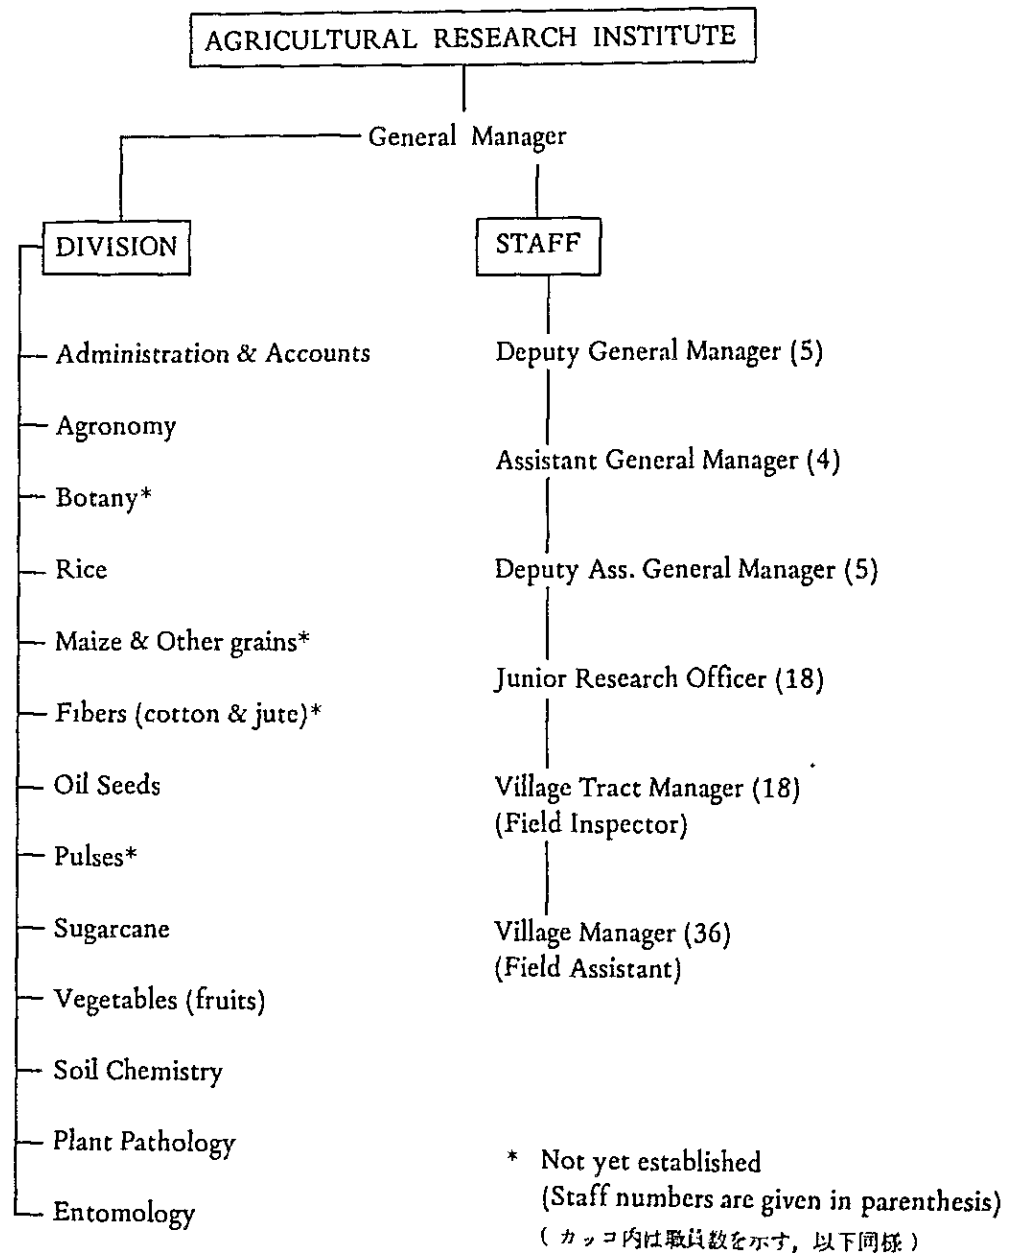 AGRICULTURAL RESEARCH INSTITUTE
General Manager
DIVISION
Administration & Accounts
Agronomy
Botany*
Rice
Maize & Other grains*
Fibers (cotton & jute)*
Oil Seeds
Pulses*
Sugarcane
Vegetables (fruits)
Soil Chemistry
Plant Pathology
Entomology
STAFF
Deputy General Manager (5)
Assistant General Manager (4)
Deputy Ass. General Manager (5)
Junior Research Officer (18)
Village Tract Manager (18)
(Field Inspector)
Village Manager (36)
(Field Assistant)
* Not yet established
(Staff numbers are given in parenthesis)
(カッコ内は職員数を示す,以下同様)